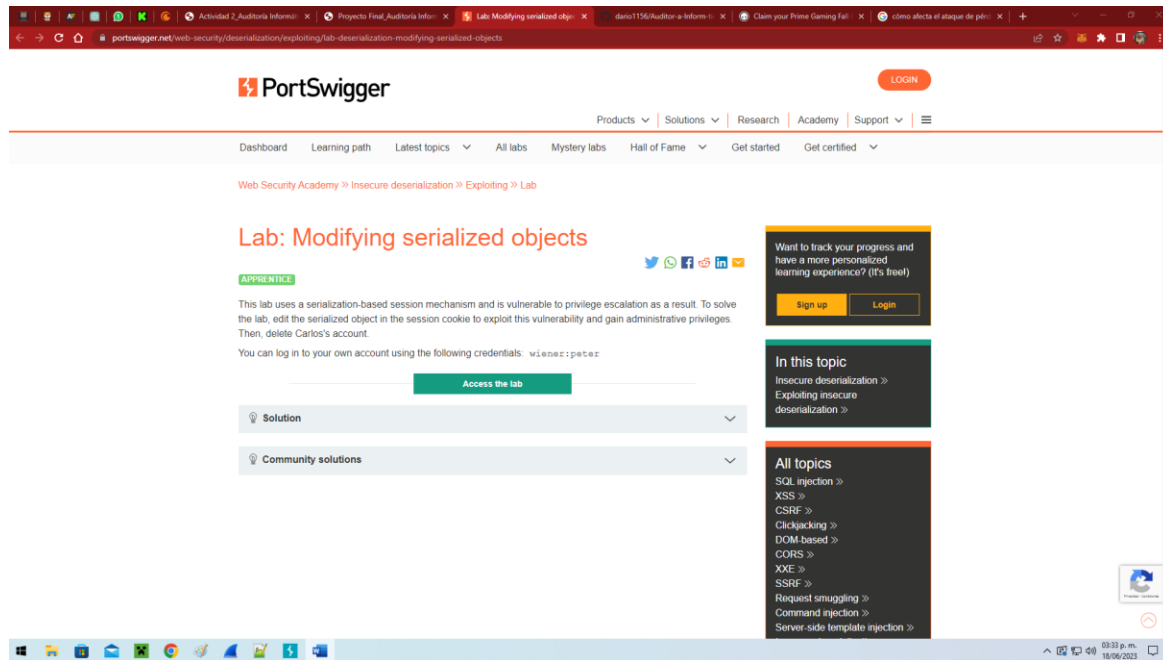 Actividad 2_Auditoría Informát
Proyecto Final_Auditoría Inform
Lab: Modifying serialized obje
dario1156/Auditor-a-Inform-ti
Claim your Prime Gaming Fall
cómo afecta el ataque de pérd
portswigger.net/web-security/deserialization/exploiting/lab-deserialization-modifying-serialized-objects
PortSwigger
LOGIN
Products
Solutions
Research
Academy
Support
Dashboard
Learning path
Latest topics
All labs
Mystery labs
Hall of Fame
Get started
Get certified
Web Security Academy » Insecure deserialization » Exploiting » Lab
Lab: Modifying serialized objects
APPRENTICE
This lab uses a serialization-based session mechanism and is vulnerable to privilege escalation as a result. To solve
the lab, edit the serialized object in the session cookie to exploit this vulnerability and gain administrative privileges.
Then, delete Carlos's account.
You can log in to your own account using the following credentials: wiener:peter
Access the lab
Solution
Community solutions
Want to track your progress and
have a more personalized
learning experience? (It's free!)
Sign up
Login
In this topic
Insecure deserialization »
Exploiting insecure
deserialization »
All topics
SQL injection »
XSS »
CSRF »
Clickjacking »
DOM-based »
CORS »
XXE »
SSRF »
Request smuggling »
Command injection »
Server-side template injection »
03:33 p. m.
18/06/2023